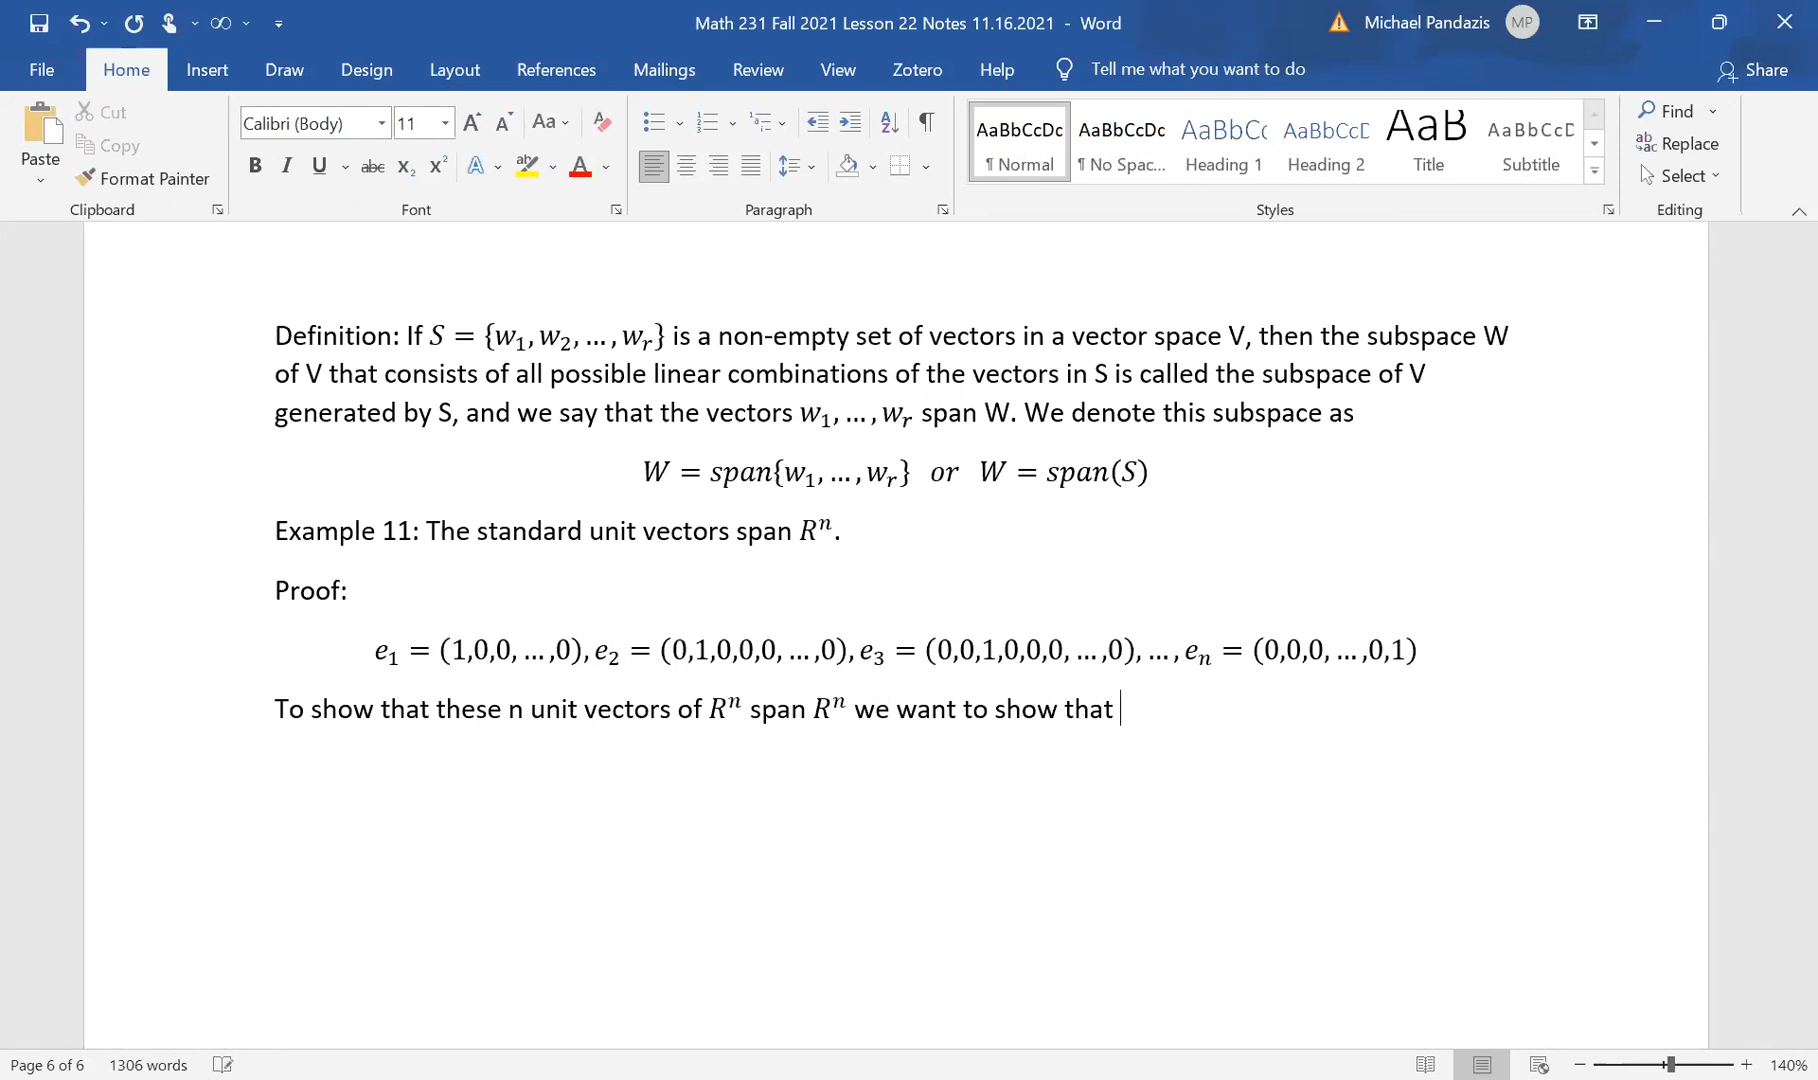 Math 231 Fall 2021 Lesson 22 Notes 11.16.2021 - Word
Michael Pandazis MP
File Home Insert Draw Design Layout References Mailings Review View Zotero Help Tell me what you want to do Share
Paste Cut Copy Format Painter
Calibri (Body) 11 Aa
B I U abc x₂ x² A A
AaBbCcDc AaBbCcDc AaBbCc AaBbCcD AaB AaBbCcD
¶ Normal ¶ No Spac... Heading 1 Heading 2 Title Subtitle
Find
Replace
Select
Clipboard Font Paragraph Styles Editing
Definition: If S = {w₁, w₂, … , wᵣ} is a non-empty set of vectors in a vector space V, then the subspace W
of V that consists of all possible linear combinations of the vectors in S is called the subspace of V
generated by S, and we say that the vectors w₁, … , wᵣ span W. We denote this subspace as
W = span{w₁, … , wᵣ} or W = span(S)
Example 11: The standard unit vectors span Rⁿ.
Proof:
e₁ = (1,0,0, … ,0), e₂ = (0,1,0,0,0, … ,0), e₃ = (0,0,1,0,0,0, … ,0), … , eₙ = (0,0,0, … ,0,1)
To show that these n unit vectors of Rⁿ span Rⁿ we want to show that
Page 6 of 6 1306 words 140%